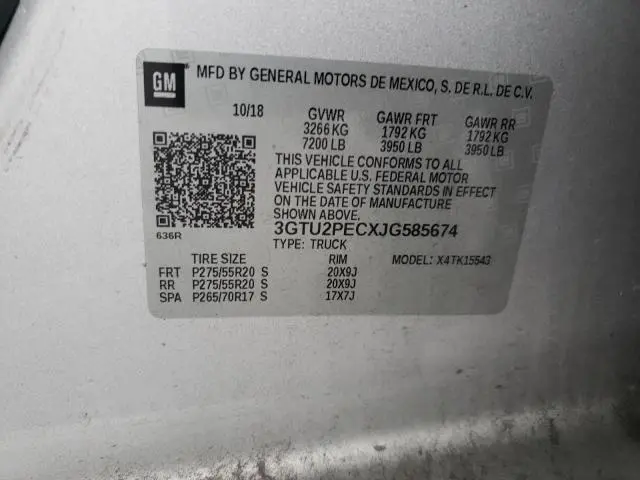 GM MFD BY GENERAL MOTORS DE MEXICO, S. DE R.L. DE C.V.
10/18 GVWR GAWR FRT GAWR RR
3266 KG 1792 KG 1792 KG
7200 LB 3950 LB 3950 LB
THIS VEHICLE CONFORMS TO ALL
APPLICABLE U.S. FEDERAL MOTOR
VEHICLE SAFETY STANDARDS IN EFFECT
ON THE DATE OF MANUFACTURE
SHOWN ABOVE.
636R 3GTU2PECXJG585674
TYPE: TRUCK
TIRE SIZE RIM MODEL: X4TK15543
FRT P275/55R20 S 20X9J
RR P275/55R20 S 20X9J
SPA P265/70R17 S 17X7J